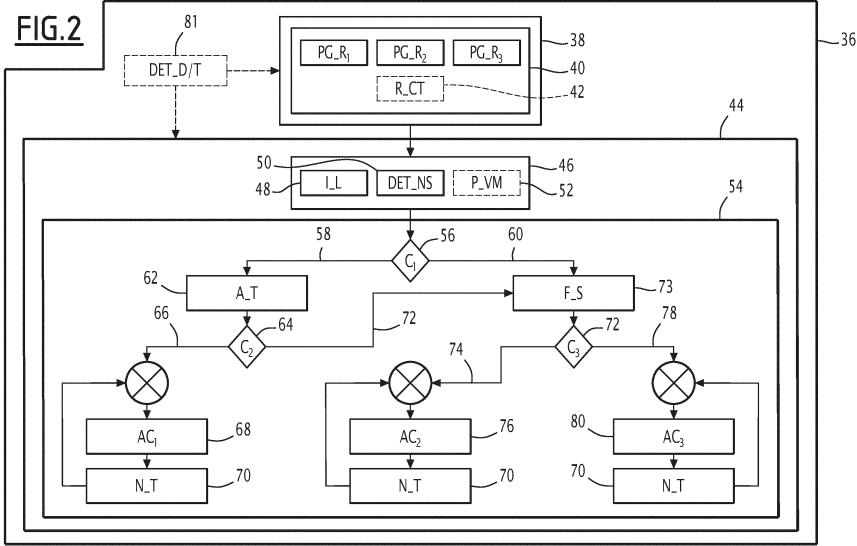 FIG.2
81
DET_D/T
PG_R1
PG_R2
PG_R3
R_CT
38
40
42
36
44
50
48
I_L
DET_NS
P_VM
46
52
54
58
56
60
C1
62
A_T
F_S
73
66
64
72
72
78
C2
74
C3
AC1
68
AC2
76
80
AC3
N_T
70
N_T
70
70
N_T